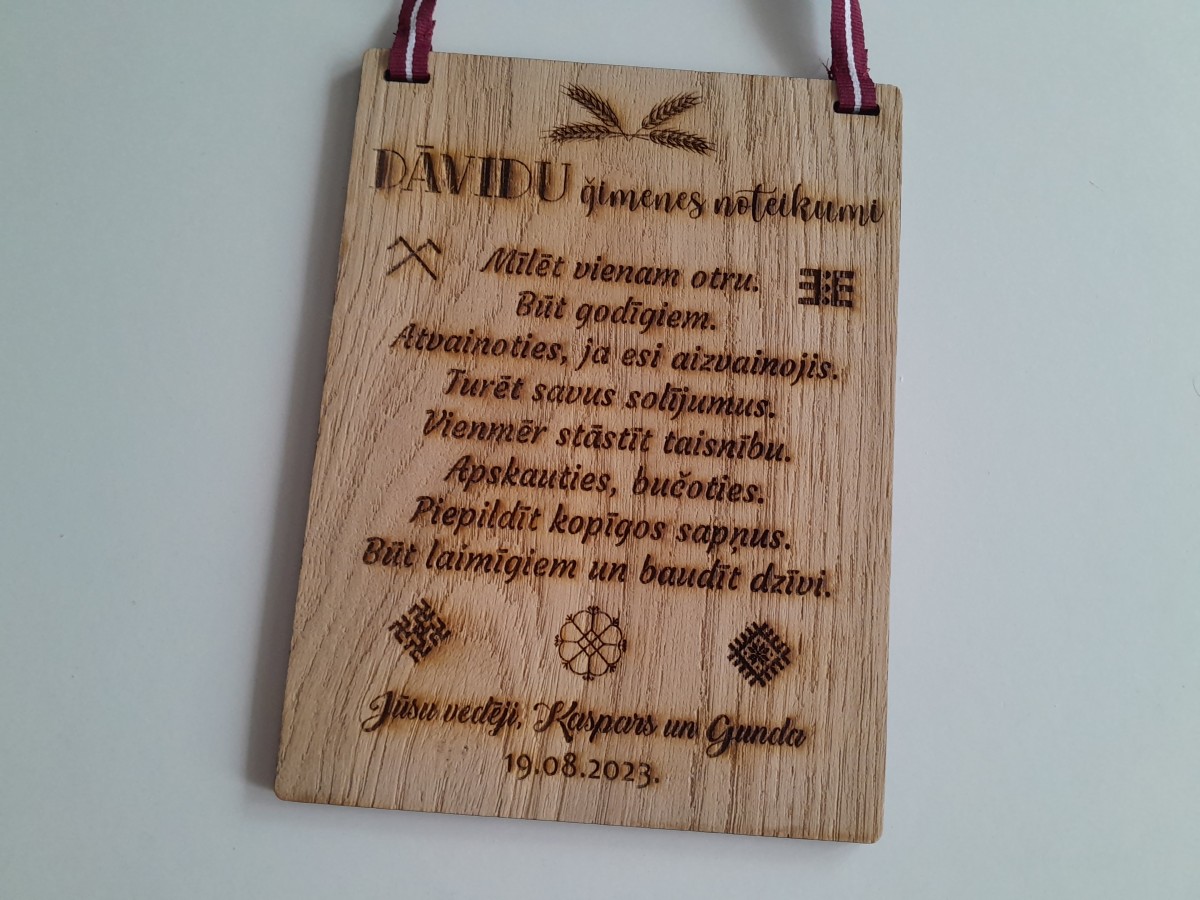 DĀVIDU ģimenes noteikumi
Mīlēt vienam otru.
Būt godīgiem.
Atvainoties, ja esi aizvainojis.
Turēt savus solījumus.
Vienmēr stāstīt taisnību.
Apskauties, bučoties.
Piepildīt kopīgos sapņus.
Būt laimīgiem un baudīt dzīvi.
Jūsu vedēji, Kaspars un Gunda
19.08.2023.